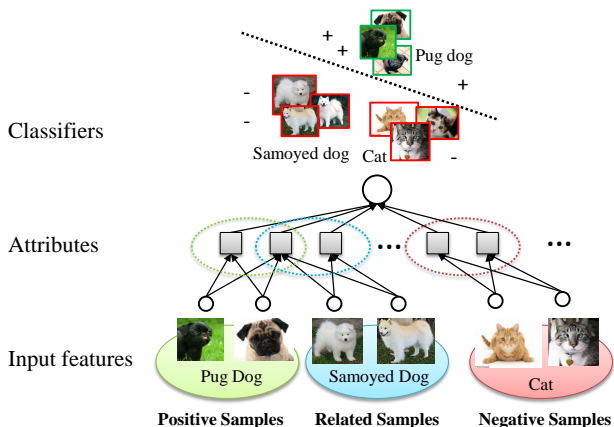 +
+
Pug dog
+
-
-
Classifiers
Samoyed dog
Cat
-
Attributes
...
...
Input features
Pug Dog
Samoyed Dog
Cat
Positive Samples
Related Samples
Negative Samples